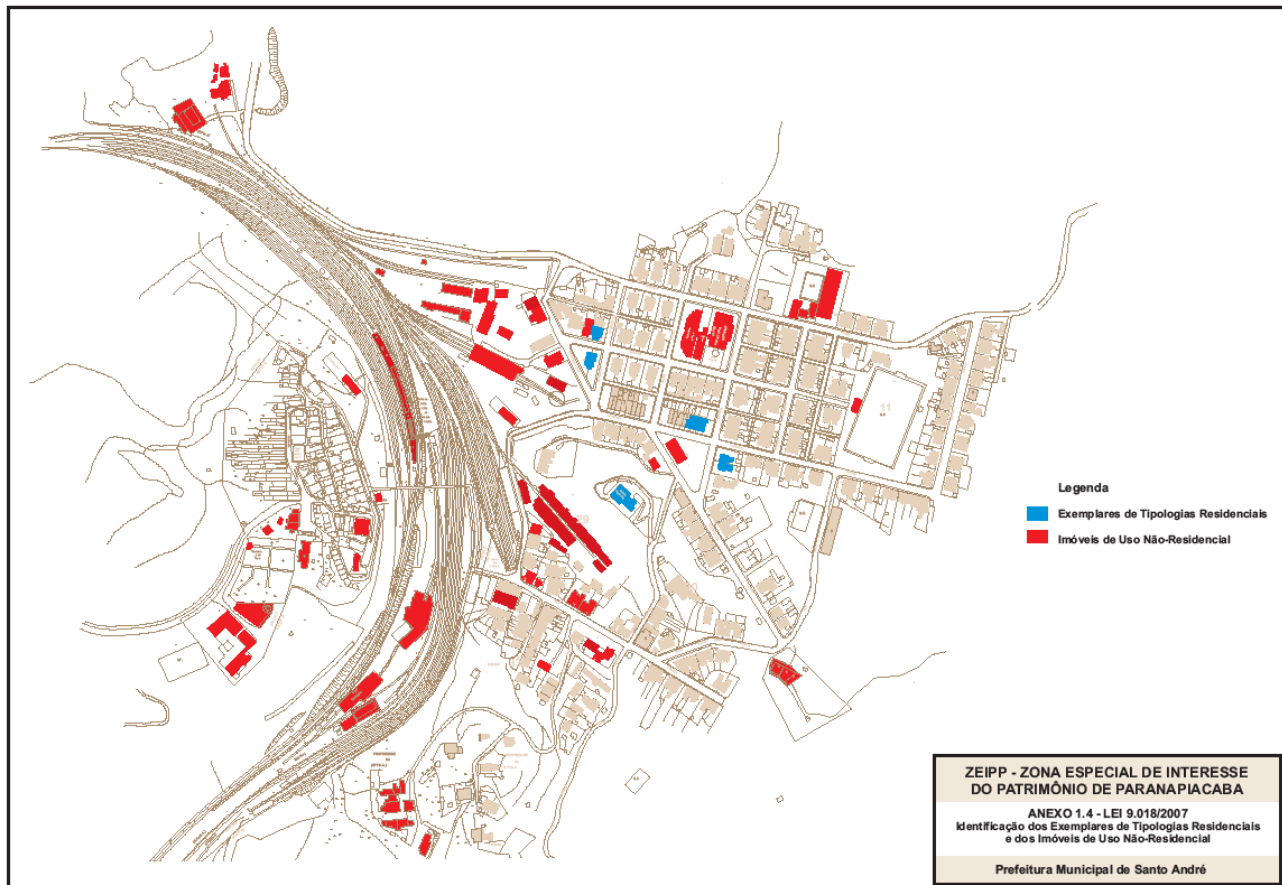 11
29
Legenda
Exemplares de Tipologias Residenciais
Imóveis de Uso Não-Residencial
ZEIPP - ZONA ESPECIAL DE INTERESSE
DO PATRIMÔNIO DE PARANAPIACABA
ANEXO 1.4 - LEI 9.018/2007
Identificação dos Exemplares de Tipologias Residenciais
e dos Imóveis de Uso Não-Residencial
Prefeitura Municipal de Santo André